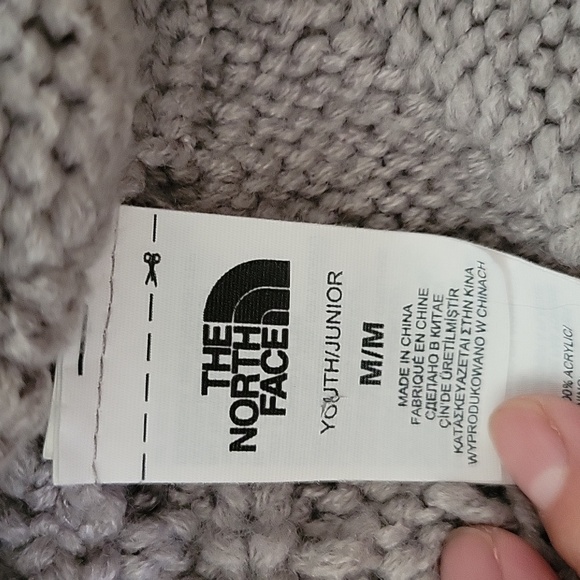 THE
NORTH
FACE
YOUTH/JUNIOR
M/M
MADE IN CHINA
FABRIQUÉ EN CHINE
СДЕЛАНО В КИТАЕ
ÇİN'DE ÜRETİLMİŞTİR
ΚΑΤΑΣΚΕΥΑΖΕΤΑΙ ΣΤΗΝ ΚΙΝΑ
WYPRODUKOWANO W CHINACH
ACRYLIC/